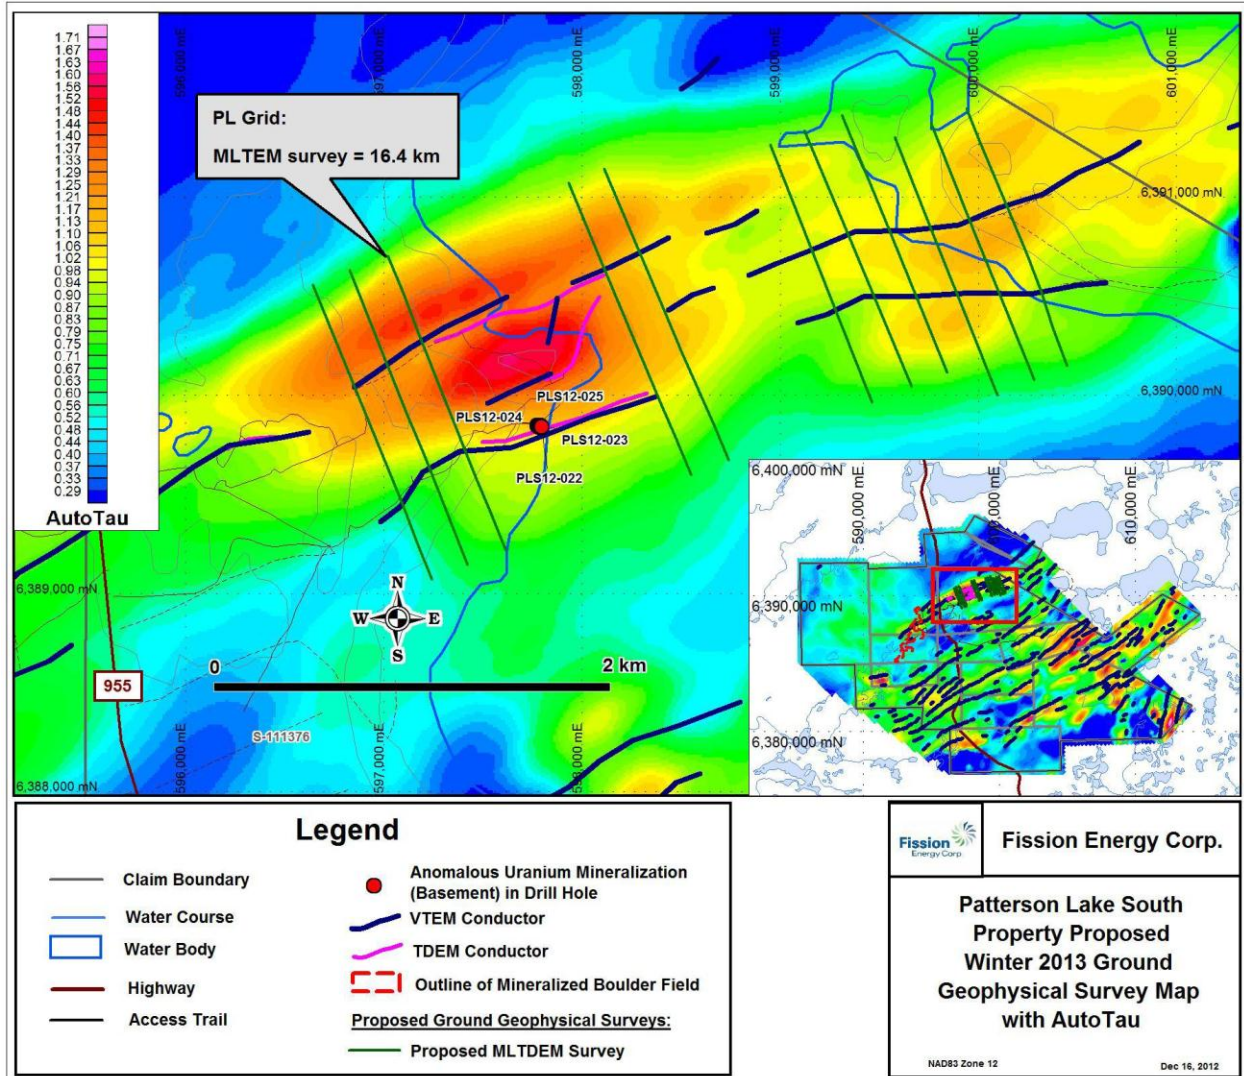 1.71
1.67
1.63
1.60
1.56
1.52
1.48
1.44
1.40
1.37
1.33
1.29
1.25
1.21
1.17
1.13
1.10
1.06
1.02
0.98
0.94
0.90
0.87
0.83
0.79
0.75
0.71
0.67
0.63
0.60
0.56
0.52
0.48
0.44
0.40
0.37
0.33
0.29
AutoTau
596,000 mE
597,000 mE
598,000 mE
599,000 mE
600,000 mE
601,000 mE
PL Grid:
MLTEM survey = 16.4 km
6,391,000 mN
6,390,000 mN
PLS12-025
PLS12-024
PLS12-023
PLS12-022
6,389,000 mN
N
W E
S
0 2 km
955
S-111376
6,388,000 mN
596,000 mE
597,000 mE
6,400,000 mN
590,000 mE
610,000 mE
6,390,000 mN
6,380,000 mN
Legend
Claim Boundary
Water Course
Water Body
Highway
Access Trail
Anomalous Uranium Mineralization
(Basement) in Drill Hole
VTEM Conductor
TDEM Conductor
Outline of Mineralized Boulder Field
Proposed Ground Geophysical Surveys:
Proposed MLTDEM Survey
Fission
Energy Corp.
Fission Energy Corp.
Patterson Lake South
Property Proposed
Winter 2013 Ground
Geophysical Survey Map
with AutoTau
NAD83 Zone 12
Dec 16, 2012